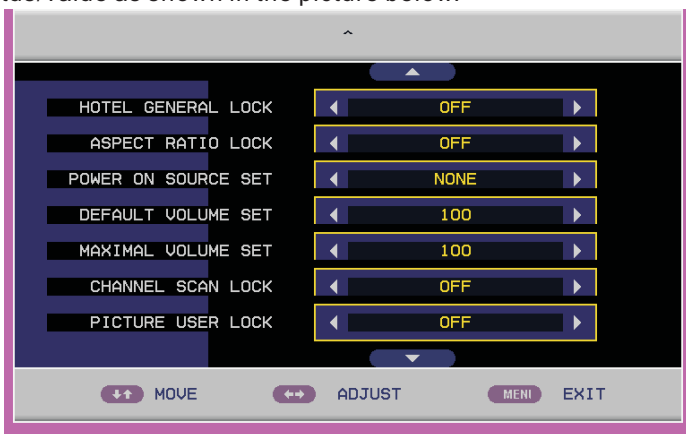 value as shown in the picture below.
^
HOTEL GENERAL LOCK OFF
ASPECT RATIO LOCK OFF
POWER ON SOURCE SET NONE
DEFAULT VOLUME SET 100
MAXIMAL VOLUME SET 100
CHANNEL SCAN LOCK OFF
PICTURE USER LOCK OFF
MOVE ADJUST MENU EXIT